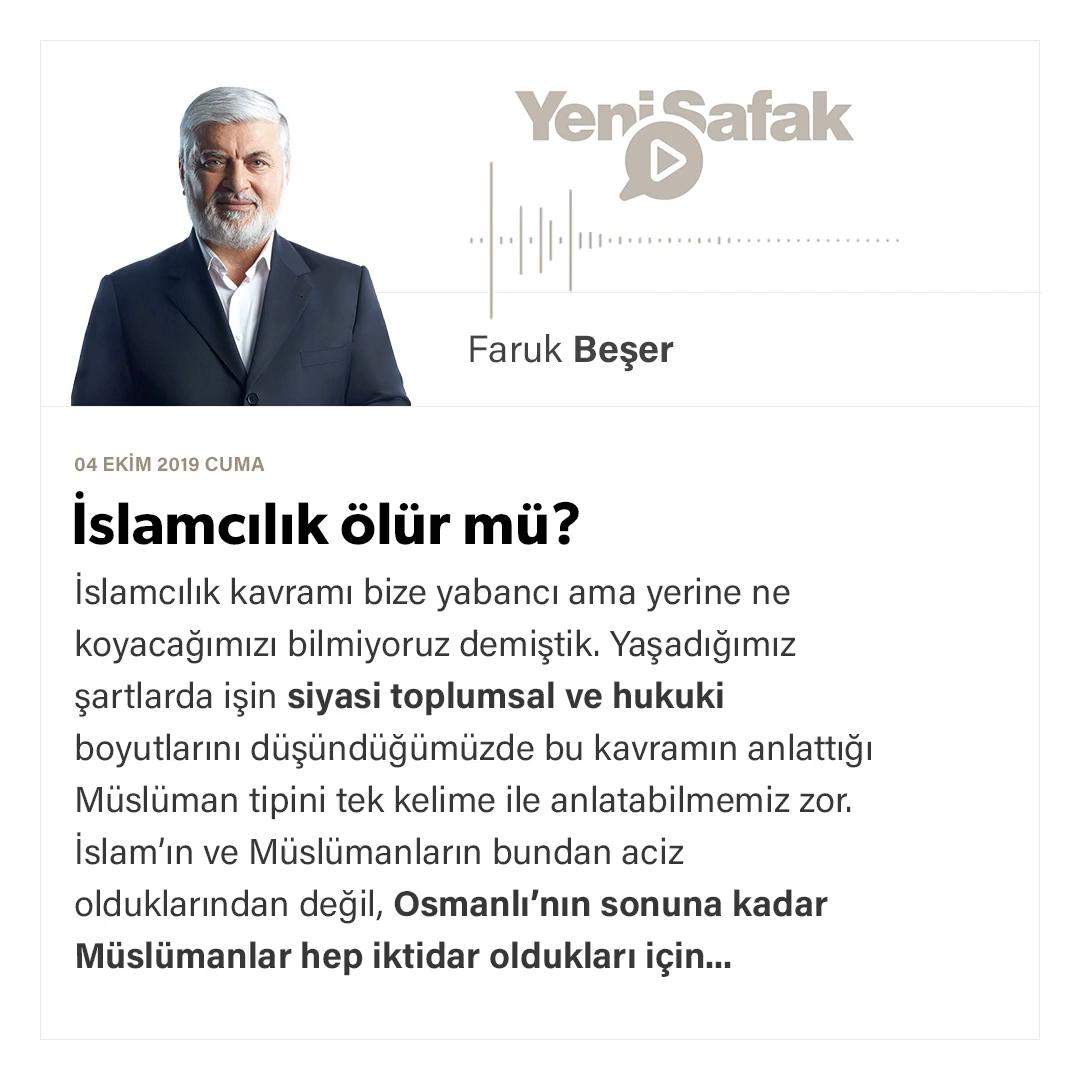 YeniSafak
Faruk Beşer
04 EKİM 2019 CUMA
İslamcılık ölür mü?
İslamcılık kavramı bize yabancı ama yerine ne
koyacağımızı bilmiyoruz demiştik. Yaşadığımız
şartlarda işin siyasi toplumsal ve hukuki
boyutlarını düşündüğümüzde bu kavramın anlattığı
Müslüman tipini tek kelime ile anlatabilmemiz zor.
İslam’ın ve Müslümanların bundan aciz
olduklarından değil, Osmanlı’nın sonuna kadar
Müslümanlar hep iktidar oldukları için...